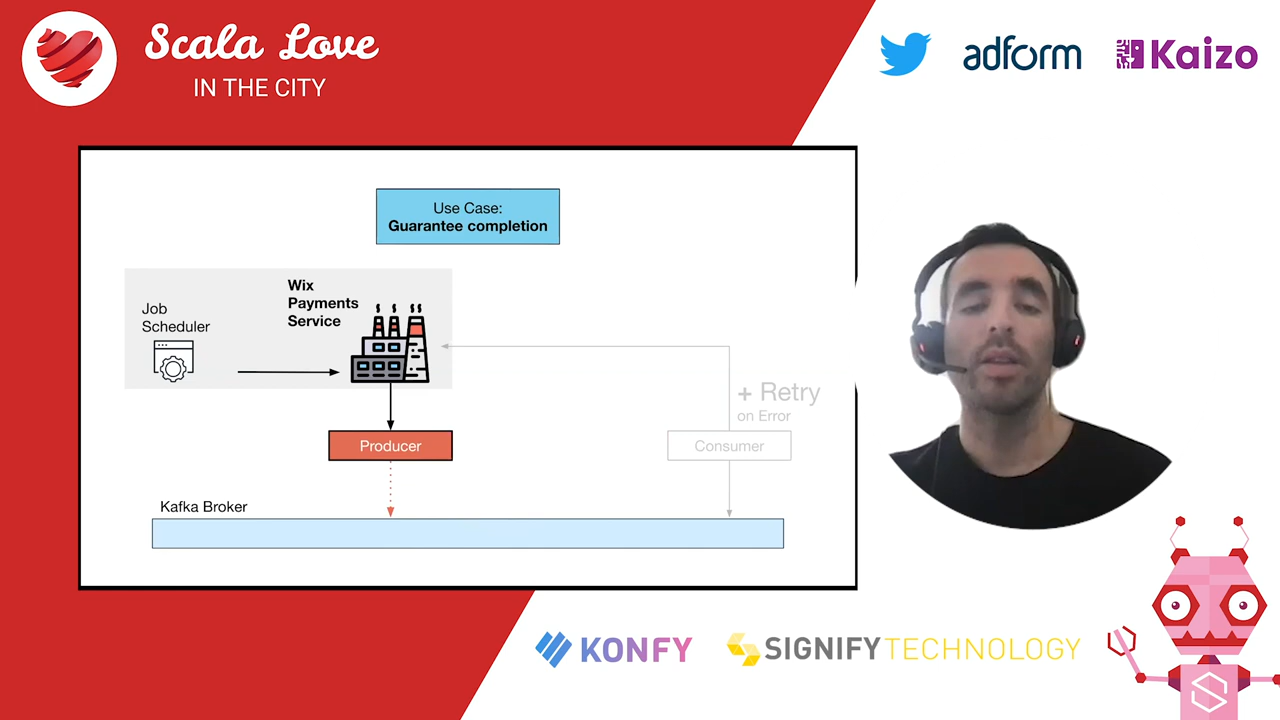 Scala Love
IN THE CITY
adform
Kaizo
Use Case:
Guarantee completion
Wix
Payments
Service
Job
Scheduler
+ Retry
on Error
Producer
Consumer
Kafka Broker
KONFY
SIGNIFY TECHNOLOGY